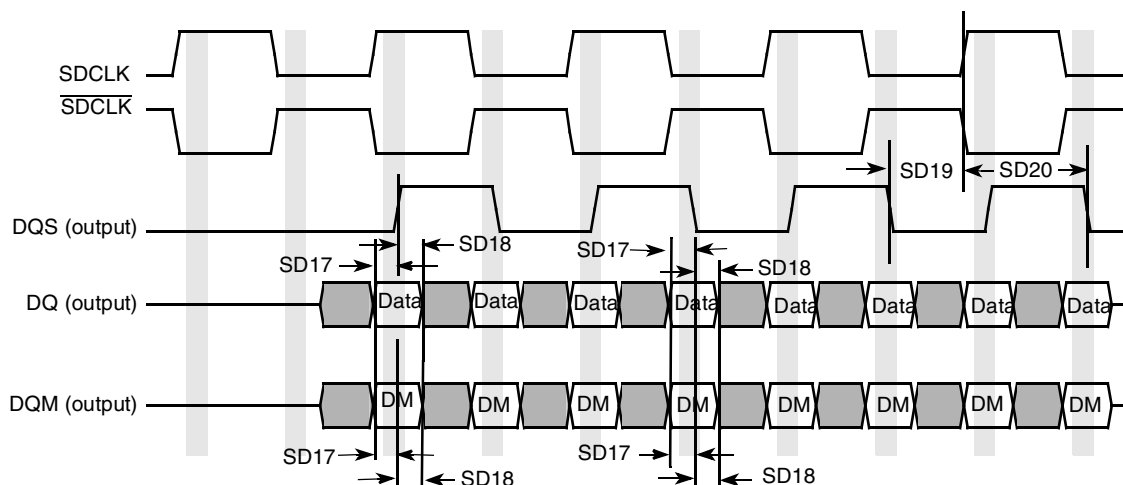 SDCLK
SDCLK
SD19 SD20
DQS (output)
SD18 SD17
SD17 SD18
DQ (output) Data Data Data Data Data Data Data Data
DQM (output) DM DM DM DM DM DM DM DM
SD17 SD17
SD18 SD18